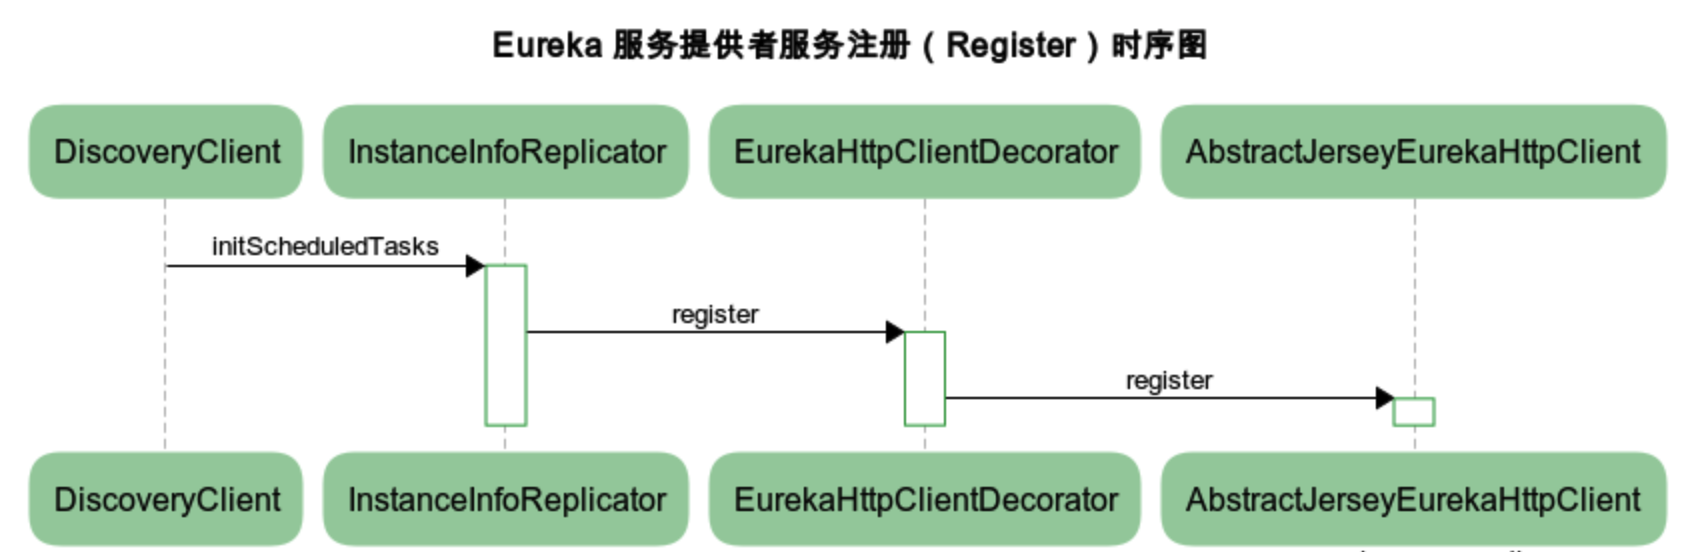 Eureka 服务提供者服务注册（Register）时序图
DiscoveryClient InstanceInfoReplicator EurekaHttpClientDecorator AbstractJerseyEurekaHttpClient
initScheduledTasks
register
register
DiscoveryClient InstanceInfoReplicator EurekaHttpClientDecorator AbstractJerseyEurekaHttpClient